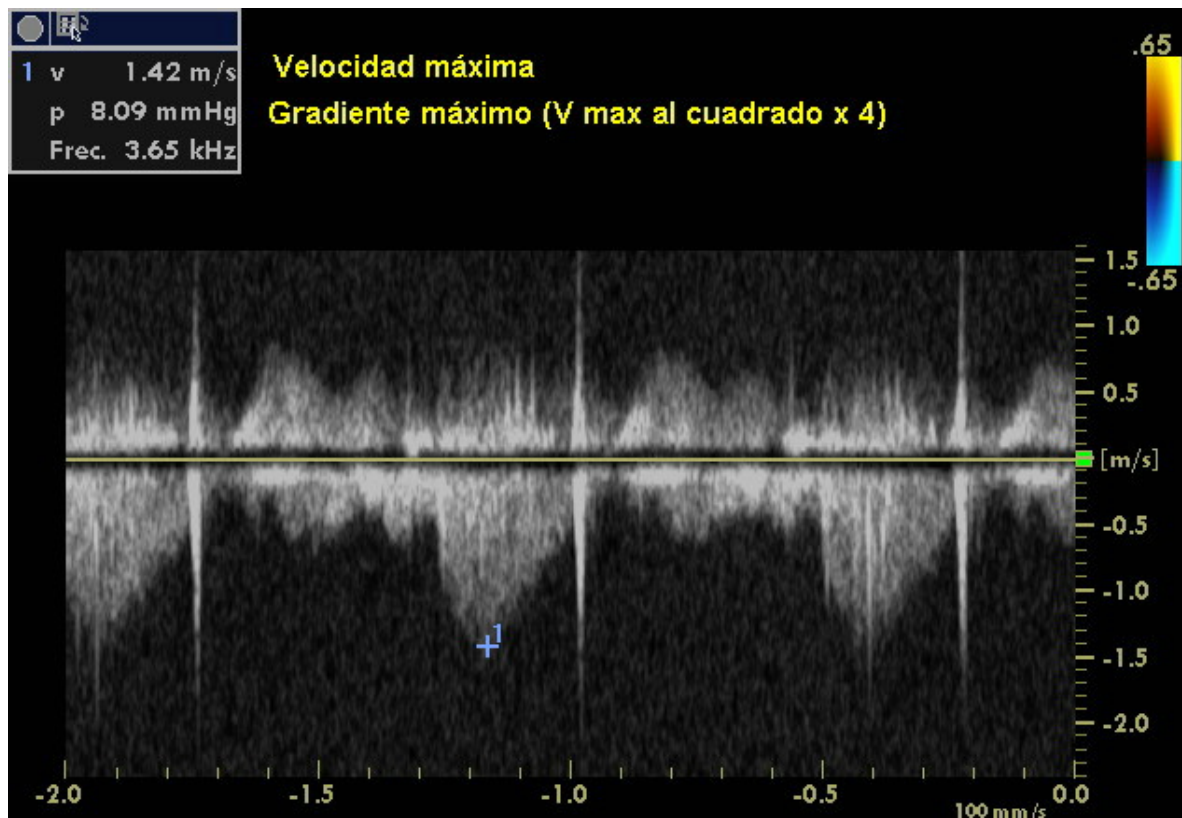 1 v 1.42 m/s
p 8.09 mmHg
Frec. 3.65 kHz
Velocidad máxima
Gradiente máximo (V max al cuadrado x 4)
.65
-.65
1.5
1.0
0.5
[m/s]
-0.5
-1.0
1
-1.5
-2.0
-2.0 -1.5 -1.0 -0.5 0.0
100 mm/s